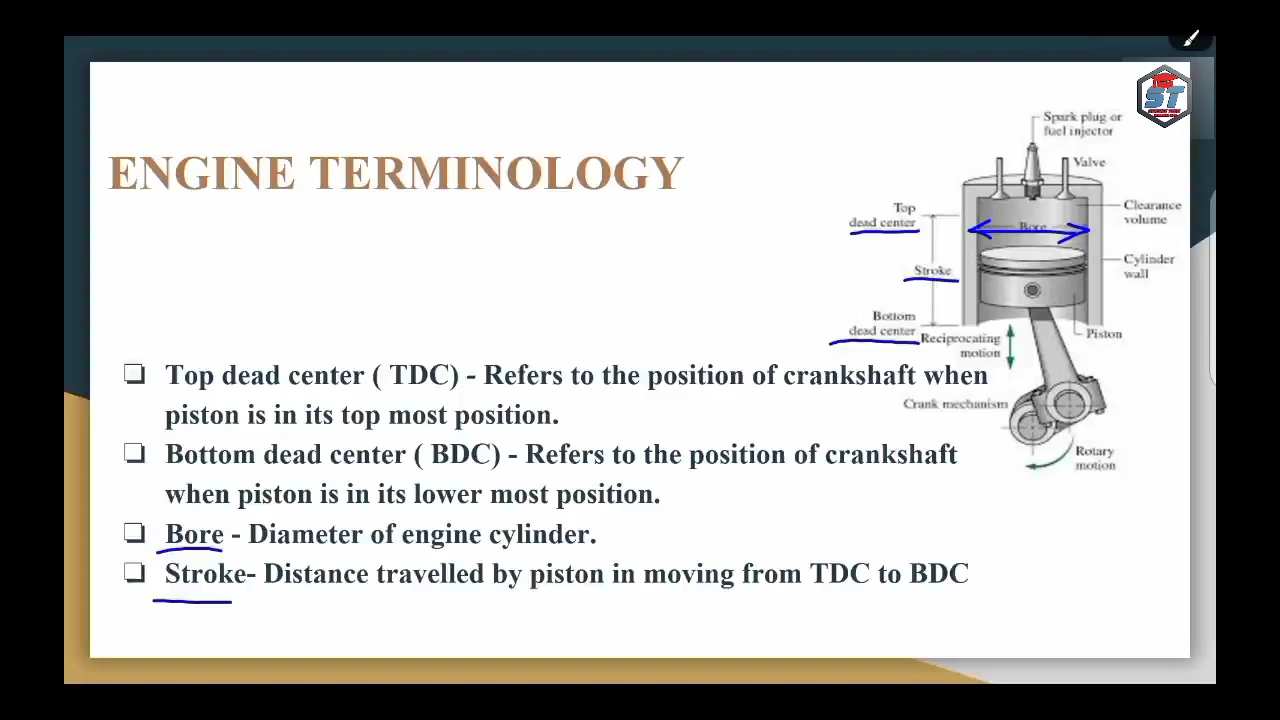 ST
ENGINE TERMINOLOGY
Spark plug or
fuel injector
Valve
Top
dead center
Clearance
volume
Bore
Cylinder
wall
Stroke
Bottom
dead center
Reciprocating
motion
Piston
Crank mechanism
Rotary
motion
❏ Top dead center ( TDC) - Refers to the position of crankshaft when
piston is in its top most position.
❏ Bottom dead center ( BDC) - Refers to the position of crankshaft
when piston is in its lower most position.
❏ Bore - Diameter of engine cylinder.
❏ Stroke- Distance travelled by piston in moving from TDC to BDC